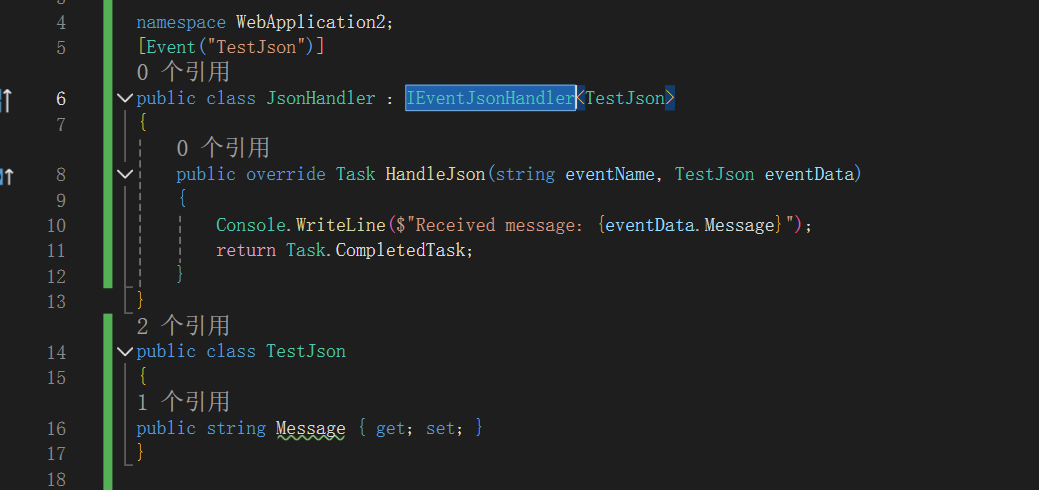 4 namespace WebApplication2;
5 [Event("TestJson")]
0 个引用
6 public class JsonHandler : IEventJsonHandler<TestJson>
7 {
0 个引用
8 public override Task HandleJson(string eventName, TestJson eventData)
9 {
10 Console.WriteLine($"Received message: {eventData.Message}");
11 return Task.CompletedTask;
12 }
13 }
2 个引用
14 public class TestJson
15 {
1 个引用
16 public string Message { get; set; }
17 }
18